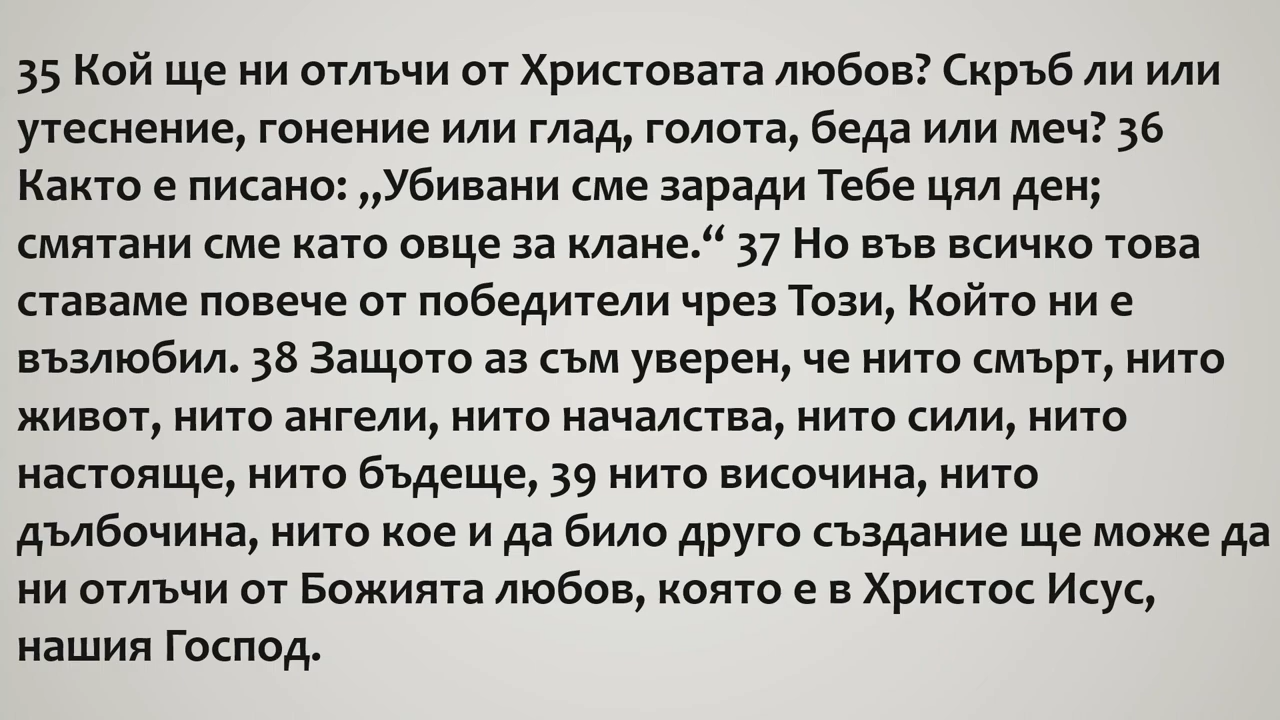 35 Кой ще ни отлъчи от Христовата любов? Скръб ли или
утеснение, гонение или глад, голота, беда или меч? 36
Както е писано: ,,Убивани сме заради Тебе цял ден;
смятани сме като овце за клане.“ 37 Но във всичко това
ставаме повече от победители чрез Този, Който ни е
възлюбил. 38 Защото аз съм уверен, че нито смърт, нито
живот, нито ангели, нито началства, нито сили, нито
настояще, нито бъдеще, 39 нито височина, нито
дълбочина, нито кое и да било друго създание ще може да
ни отлъчи от Божията любов, която е в Христос Исус,
нашия Господ.